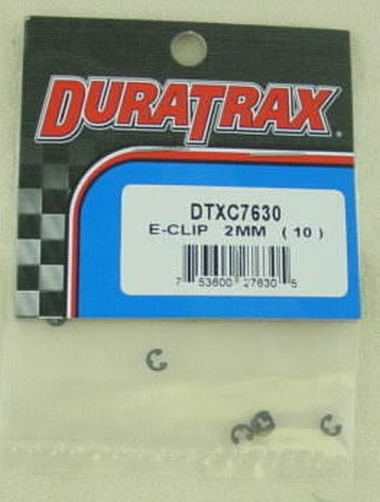 DURATRAX
DTXC7630
E-CLIP 2MM (10)
7 53600 27630 5